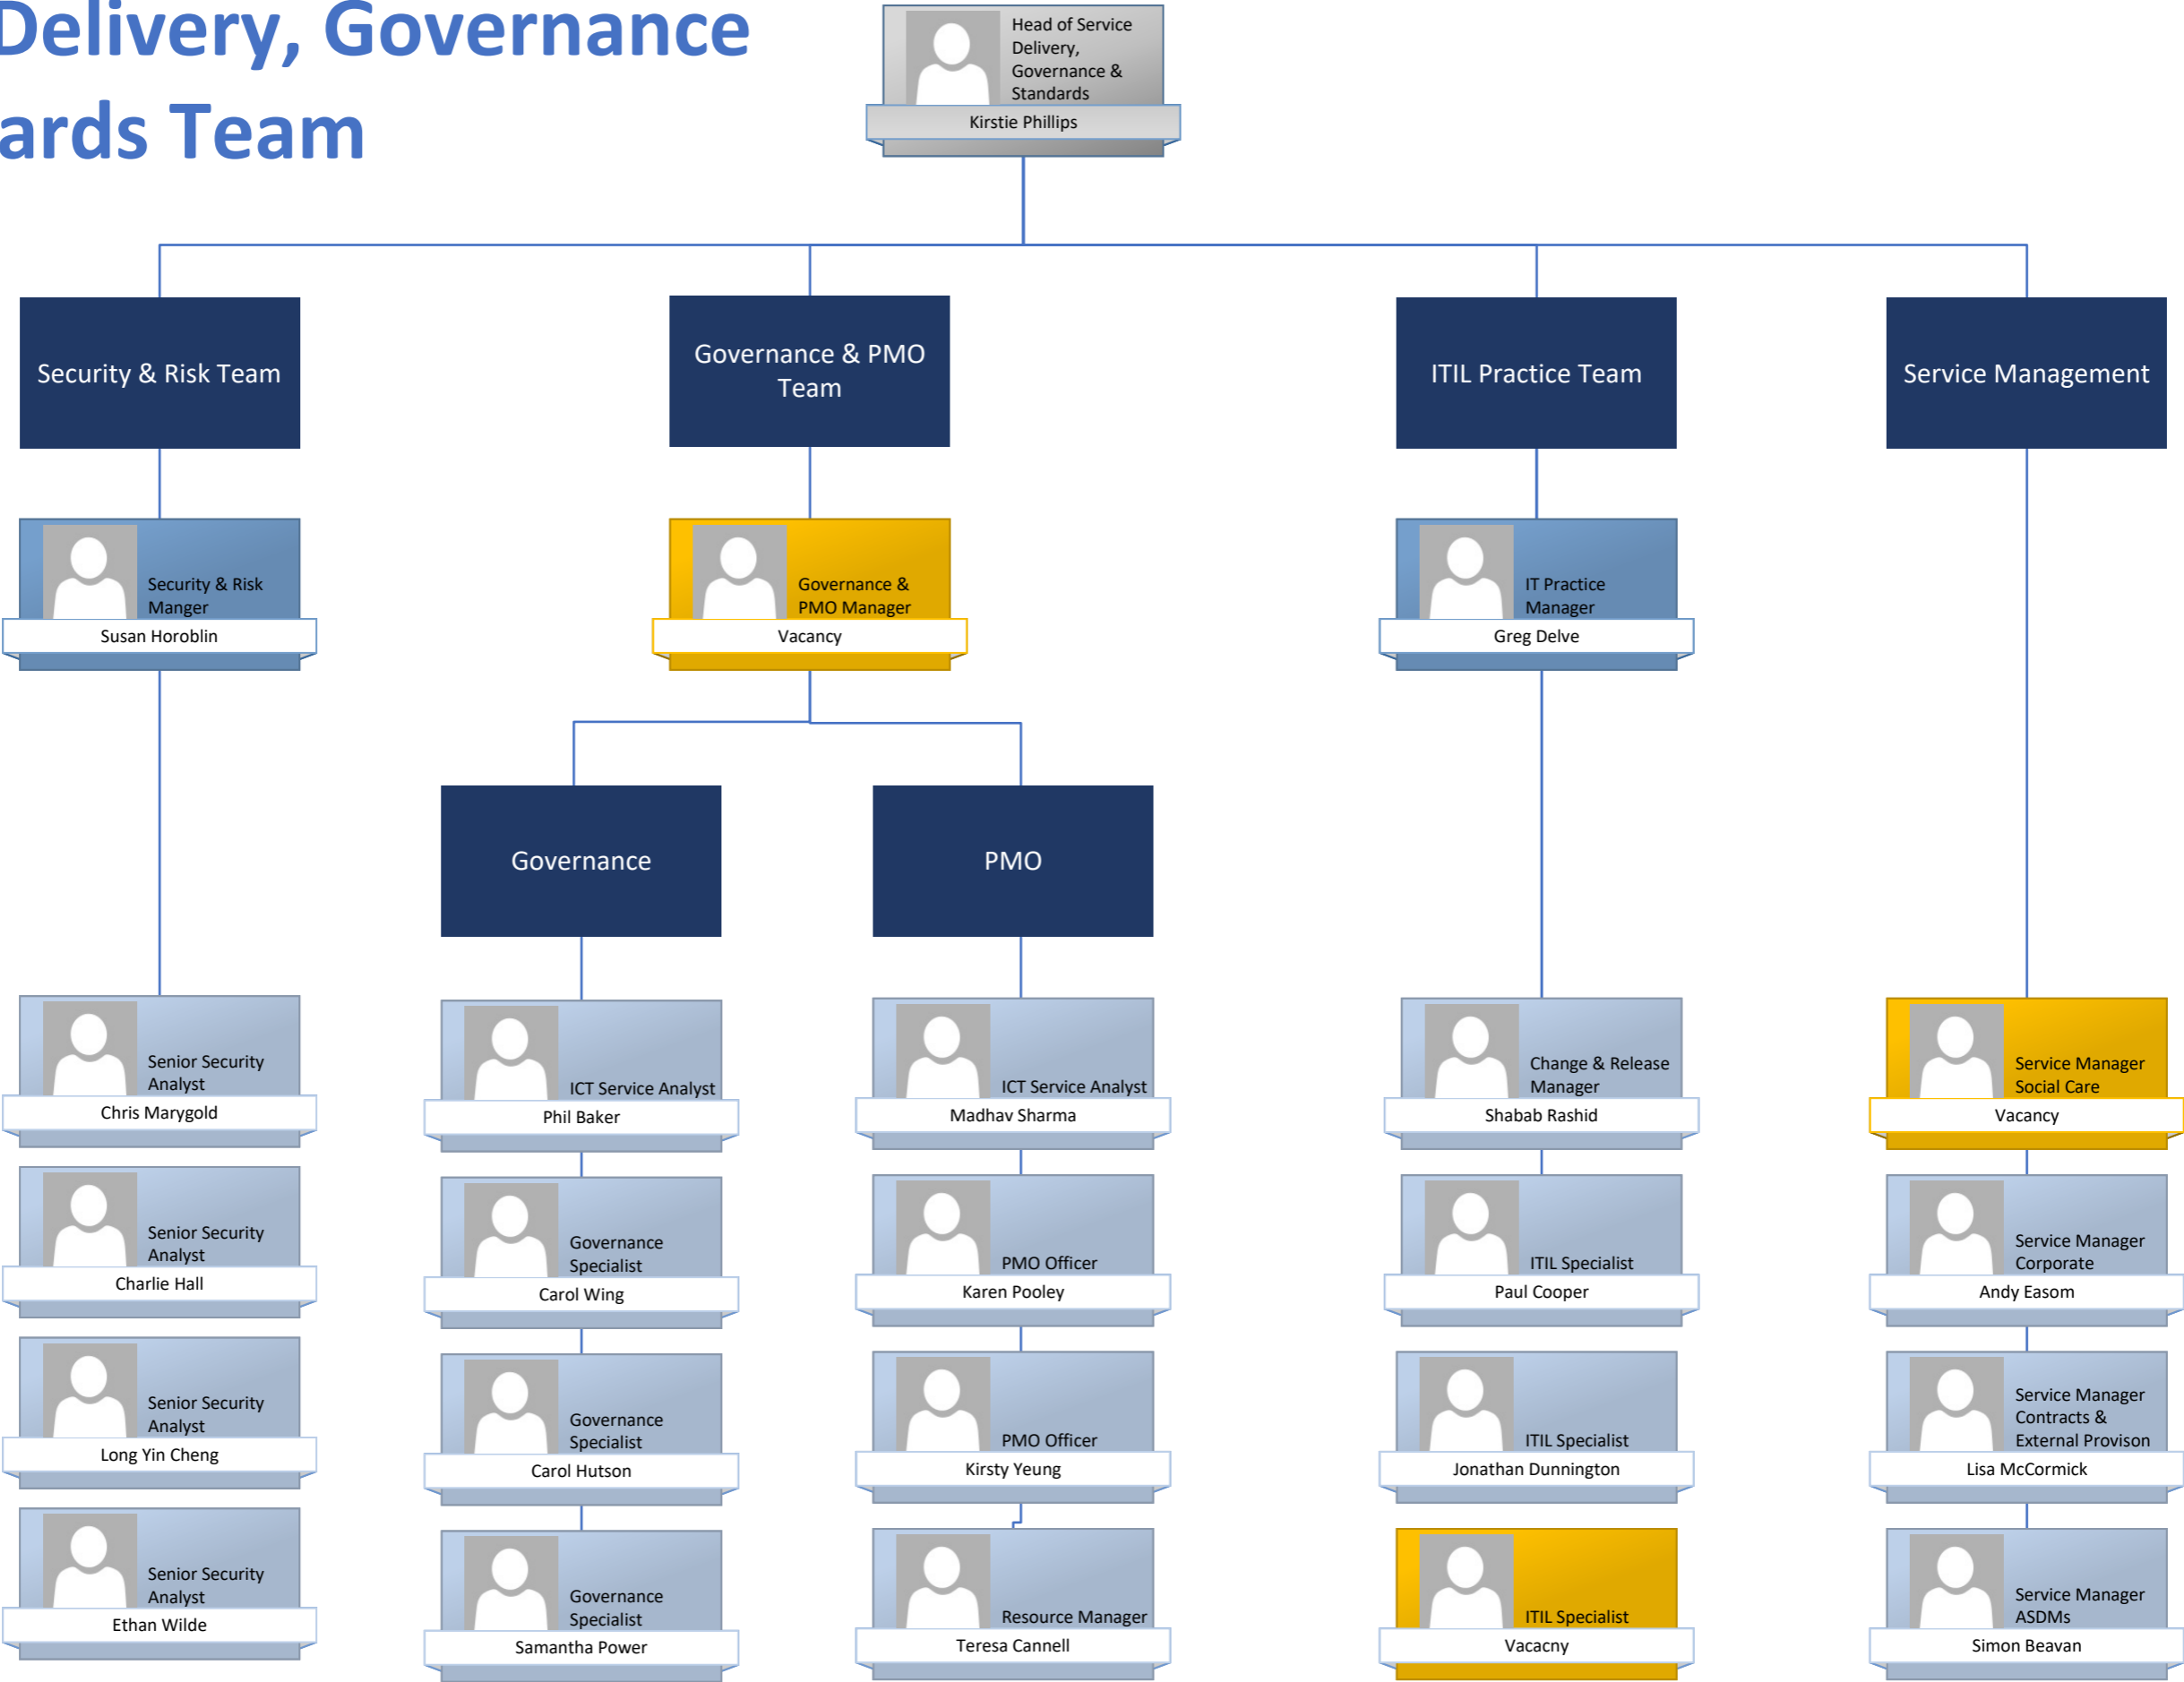 Delivery, Governance
ards Team
Head of Service
Delivery,
Governance &
Standards
Kirstie Phillips
Security & Risk Team
Governance & PMO
Team
ITIL Practice Team
Service Management
Security & Risk
Manger
Susan Horoblin
Governance &
PMO Manager
Vacancy
IT Practice
Manager
Greg Delve
Governance
PMO
Senior Security
Analyst
Chris Marygold
Senior Security
Analyst
Charlie Hall
Senior Security
Analyst
Long Yin Cheng
Senior Security
Analyst
Ethan Wilde
ICT Service Analyst
Phil Baker
Governance
Specialist
Carol Wing
Governance
Specialist
Carol Hutson
Governance
Specialist
Samantha Power
ICT Service Analyst
Madhav Sharma
PMO Officer
Karen Pooley
PMO Officer
Kirsty Yeung
Resource Manager
Teresa Cannell
Change & Release
Manager
Shabab Rashid
ITIL Specialist
Paul Cooper
ITIL Specialist
Jonathan Dunnington
ITIL Specialist
Vacacny
Service Manager
Social Care
Vacancy
Service Manager
Corporate
Andy Easom
Service Manager
Contracts &
External Provison
Lisa McCormick
Service Manager
ASDMs
Simon Beavan